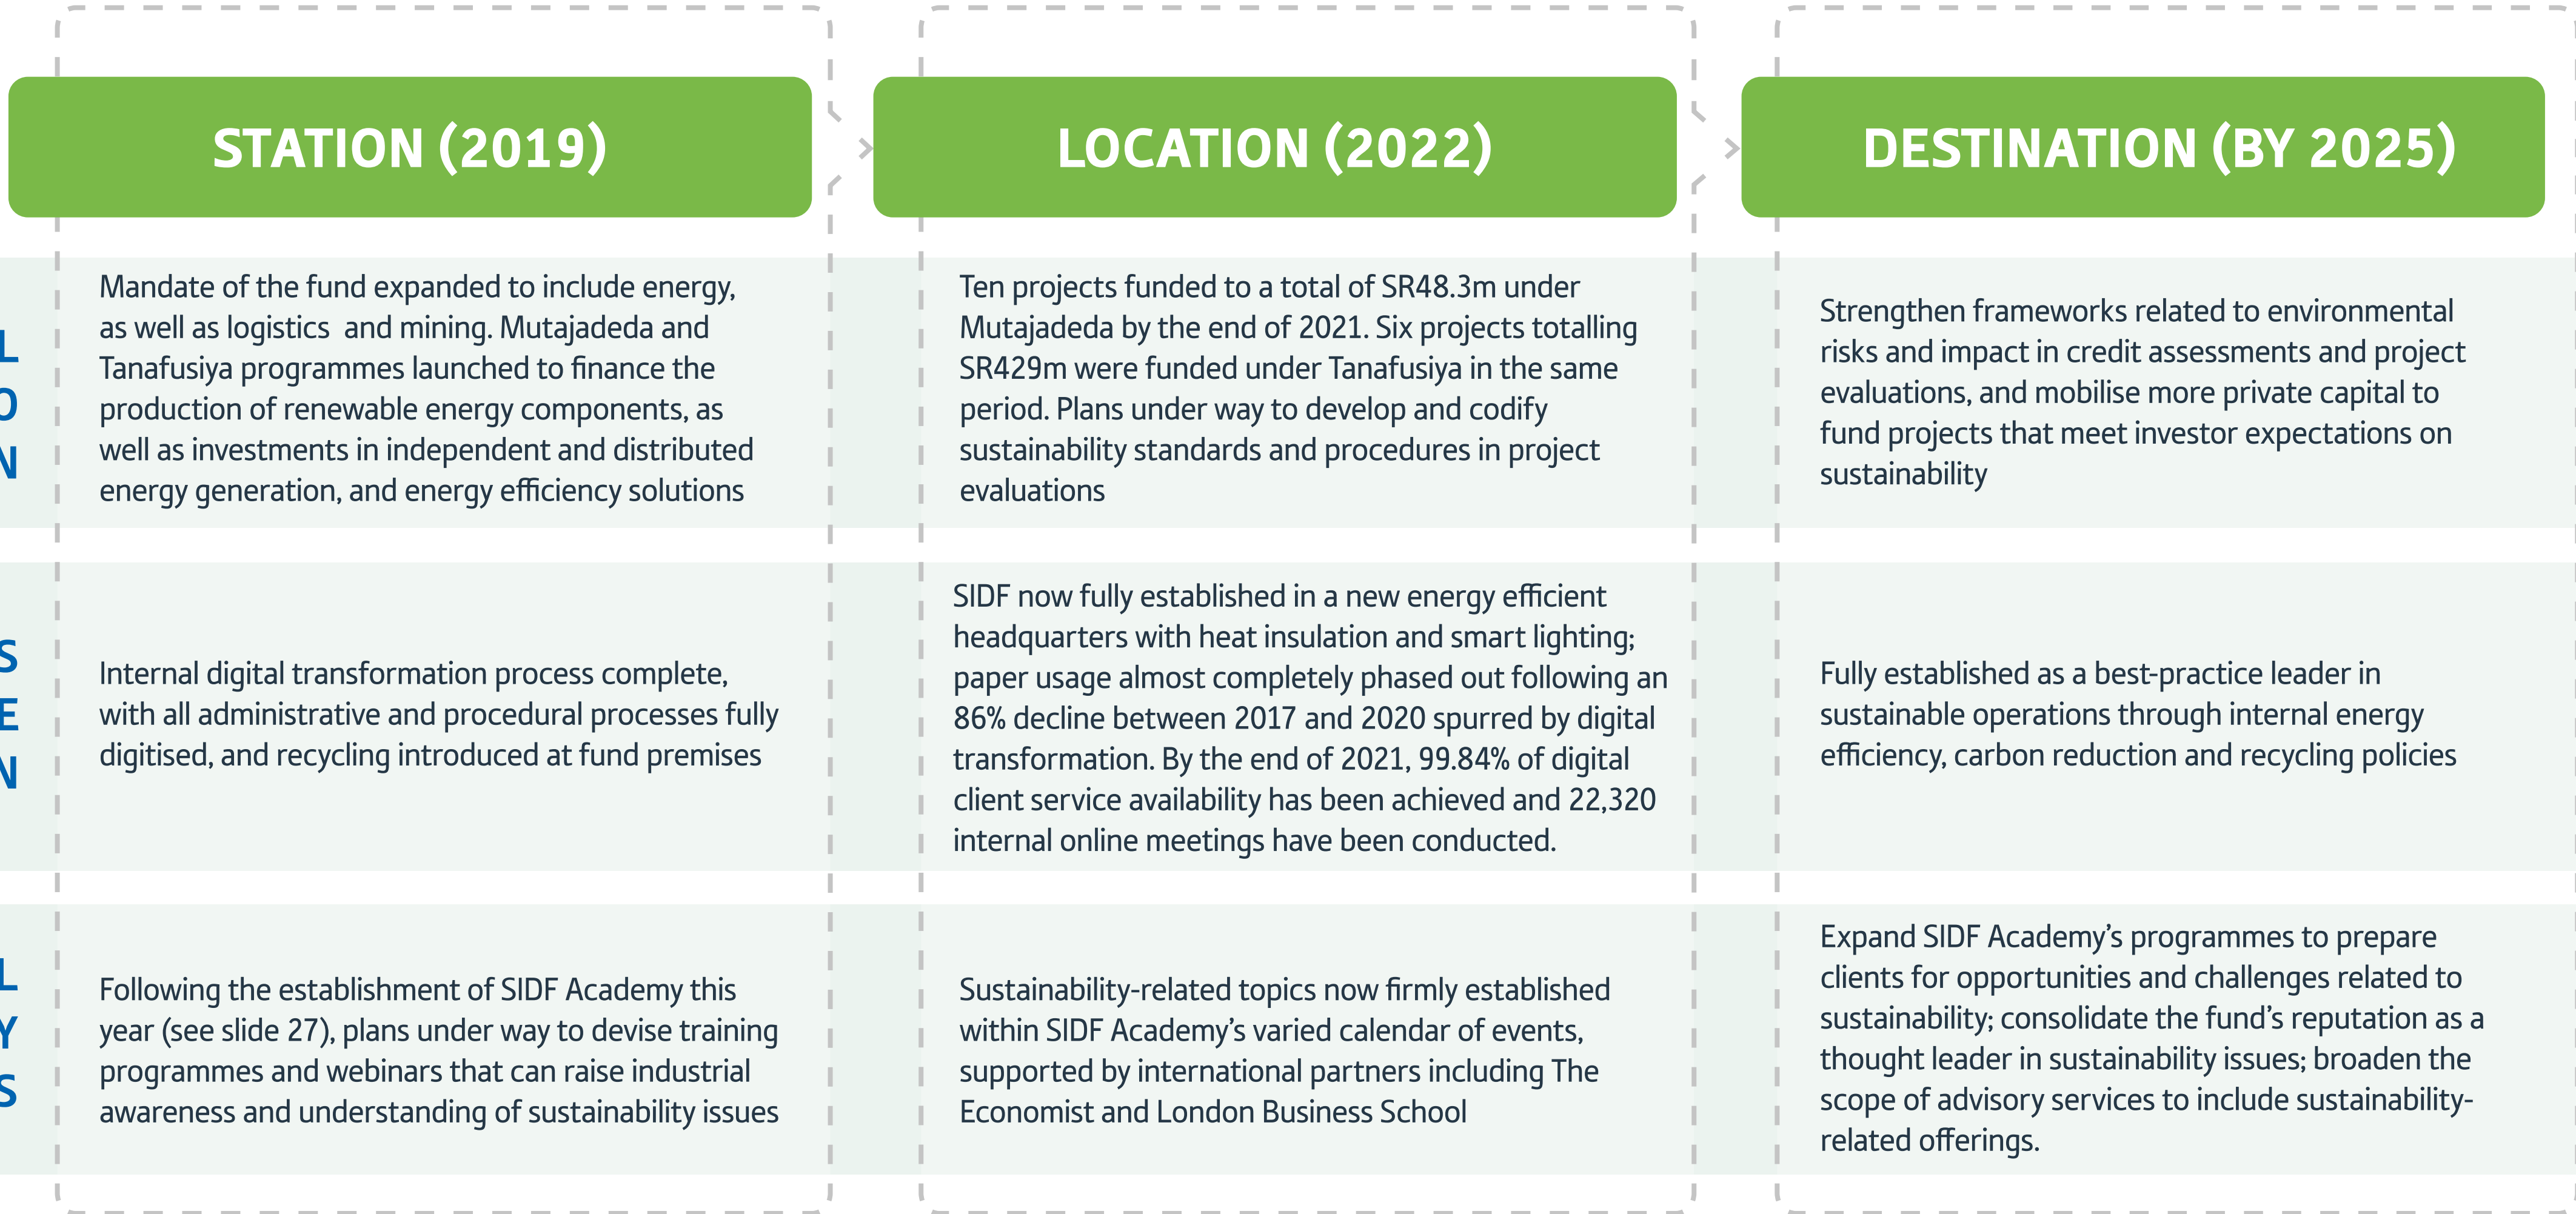 STATION (2019)
LOCATION (2022)
DESTINATION (BY 2025)
L
O
N
Mandate of the fund expanded to include energy,
as well as logistics  and mining. Mutajadeda and
Tanafusiya programmes launched to finance the
production of renewable energy components, as
well as investments in independent and distributed
energy generation, and energy efficiency solutions
Ten projects funded to a total of SR48.3m under
Mutajadeda by the end of 2021. Six projects totalling
SR429m were funded under Tanafusiya in the same
period. Plans under way to develop and codify
sustainability standards and procedures in project
evaluations
Strengthen frameworks related to environmental
risks and impact in credit assessments and project
evaluations, and mobilise more private capital to
fund projects that meet investor expectations on
sustainability
S
E
N
Internal digital transformation process complete,
with all administrative and procedural processes fully
digitised, and recycling introduced at fund premises
SIDF now fully established in a new energy efficient
headquarters with heat insulation and smart lighting;
paper usage almost completely phased out following an
86% decline between 2017 and 2020 spurred by digital
transformation. By the end of 2021, 99.84% of digital
client service availability has been achieved and 22,320
internal online meetings have been conducted.
Fully established as a best-practice leader in
sustainable operations through internal energy
efficiency, carbon reduction and recycling policies
L
Y
S
Following the establishment of SIDF Academy this
year (see slide 27), plans under way to devise training
programmes and webinars that can raise industrial
awareness and understanding of sustainability issues
Sustainability-related topics now firmly established
within SIDF Academy’s varied calendar of events,
supported by international partners including The
Economist and London Business School
Expand SIDF Academy’s programmes to prepare
clients for opportunities and challenges related to
sustainability; consolidate the fund’s reputation as a
thought leader in sustainability issues; broaden the
scope of advisory services to include sustainability-
related offerings.